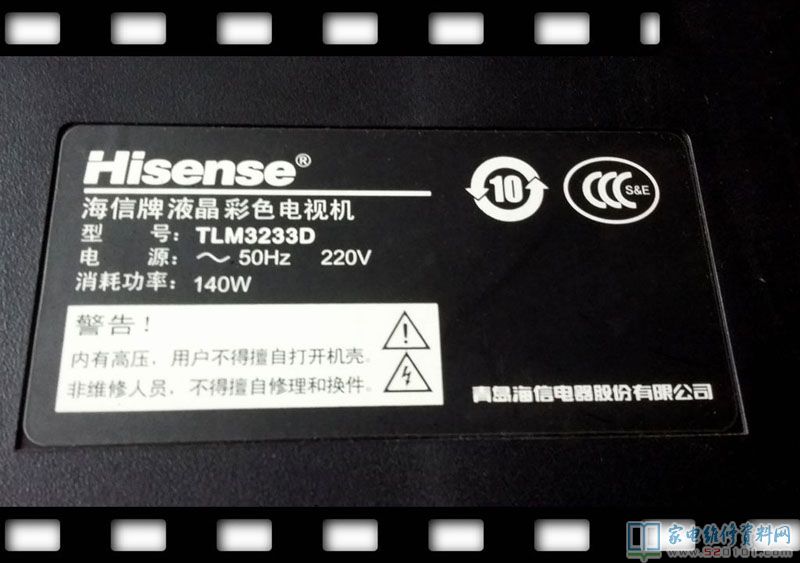 Hisense®
海信牌液晶彩色电视机
型 号： TLM3233D
电 源： ～ 50Hz 220V
消耗功率： 140W
10
CCC S&E
警告！
内有高压，用户不得擅自打开机壳。
非维修人员，不得擅自修理和换件。
青岛海信电器股份有限公司
家电维修资料网
www.520101.com